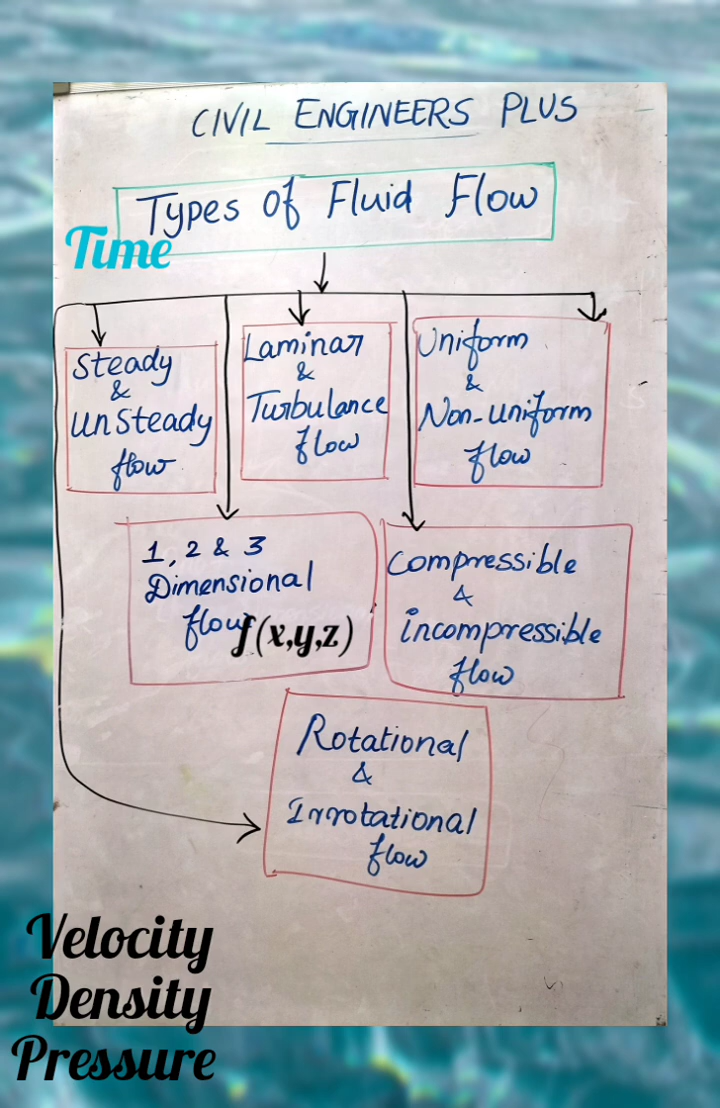 CIVIL ENGINEERS PLUS
Types of Fluid Flow
Time
Steady
&
Unsteady
flow
Laminar
&
Turbulance
flow
Uniform
&
Non-uniform
flow
1, 2 & 3
Dimensional
flow
f(x,y,z)
Compressible
&
incompressible
flow
Rotational
&
Irrotational
flow
Velocity
Density
Pressure